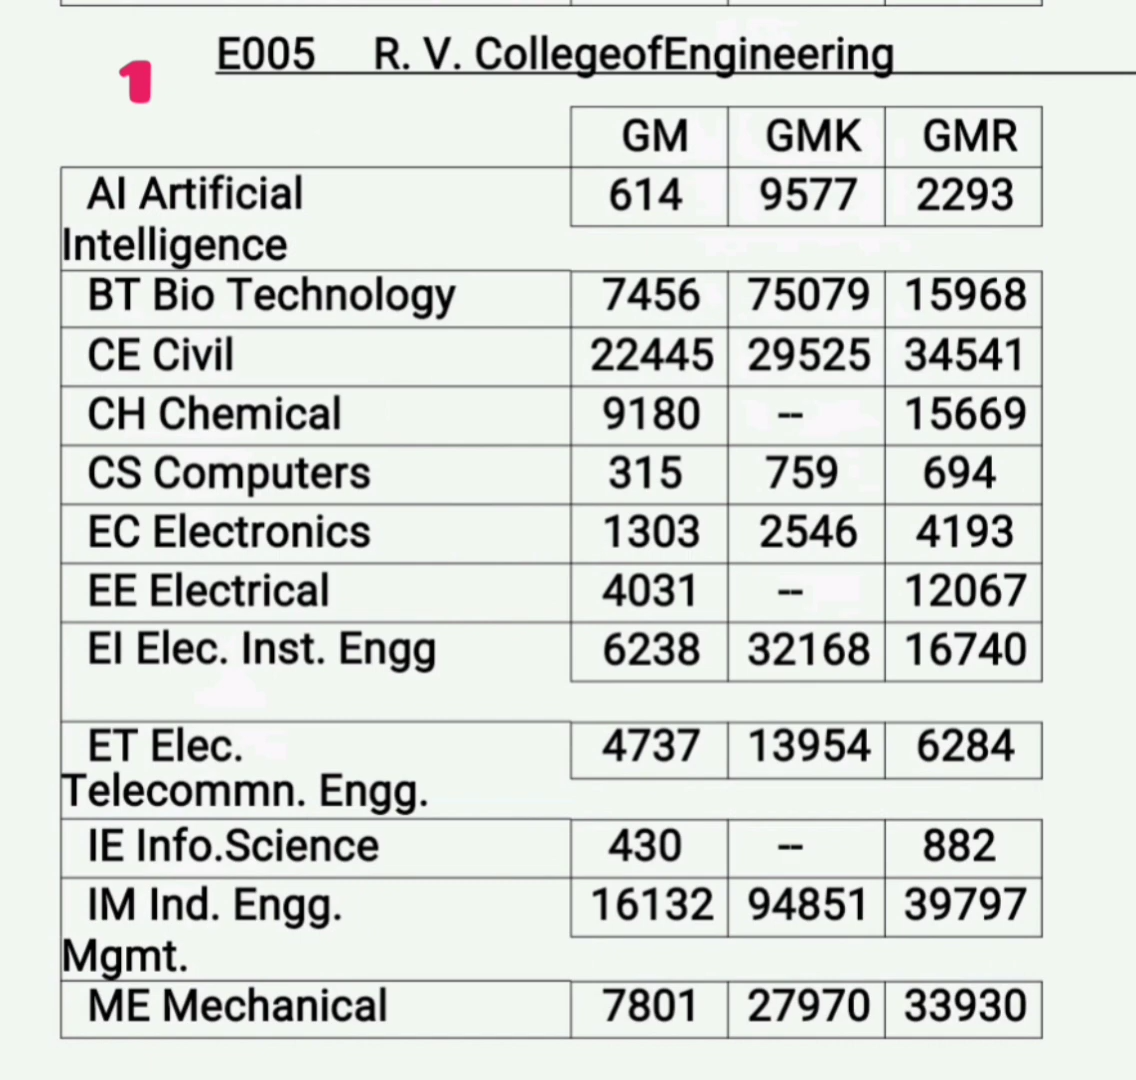 E005 R. V. CollegeofEngineering
1
GM GMK GMR
AI Artificial 614 9577 2293
Intelligence
BT Bio Technology 7456 75079 15968
CE Civil 22445 29525 34541
CH Chemical 9180 -- 15669
CS Computers 315 759 694
EC Electronics 1303 2546 4193
EE Electrical 4031 -- 12067
EI Elec. Inst. Engg 6238 32168 16740
ET Elec. 4737 13954 6284
Telecommn. Engg.
IE Info.Science 430 -- 882
IM Ind. Engg. 16132 94851 39797
Mgmt.
ME Mechanical 7801 27970 33930